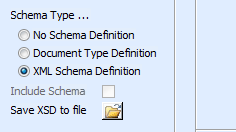 Schema Type ...
No Schema Definition
Document Type Definition
XML Schema Definition
Include Schema
Save XSD to file